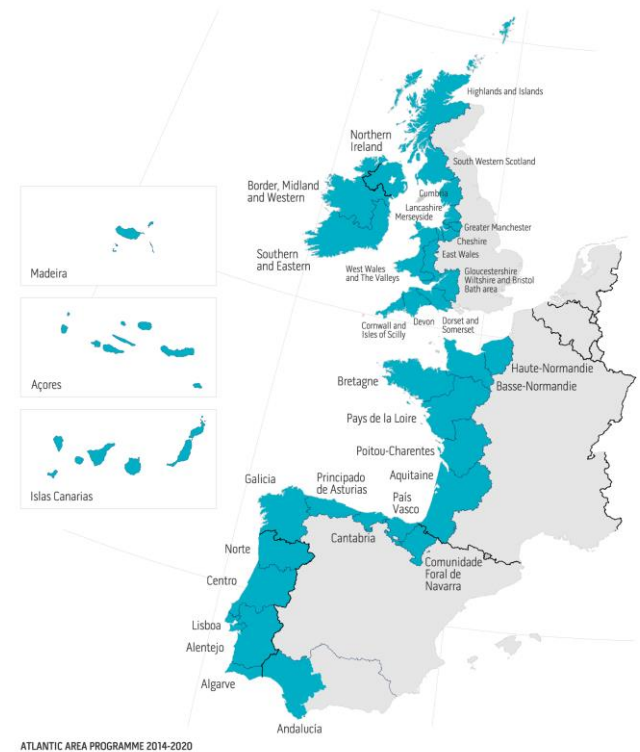 Highlands and Islands
Northern
Ireland
South Western Scotland
Border, Midland
and Western
Cumbria
Lancashire
Merseyside
Greater Manchester
Cheshire
East Wales
Southern
and Eastern
West Wales
and The Valleys
Gloucestershire
Wiltshire and Bristol
Bath area
Madeira
Cornwall and
Isles of Scilly
Devon
Dorset and
Somerset
Haute-Normandie
Basse-Normandie
Bretagne
Açores
Pays de la Loire
Poitou-Charentes
Aquitaine
País
Vasco
Principado
de Asturias
Galicia
Islas Canarias
Cantabria
Comunidade
Foral de
Navarra
Norte
Centro
Lisboa
Alentejo
Algarve
Andalucía
ATLANTIC AREA PROGRAMME 2014-2020